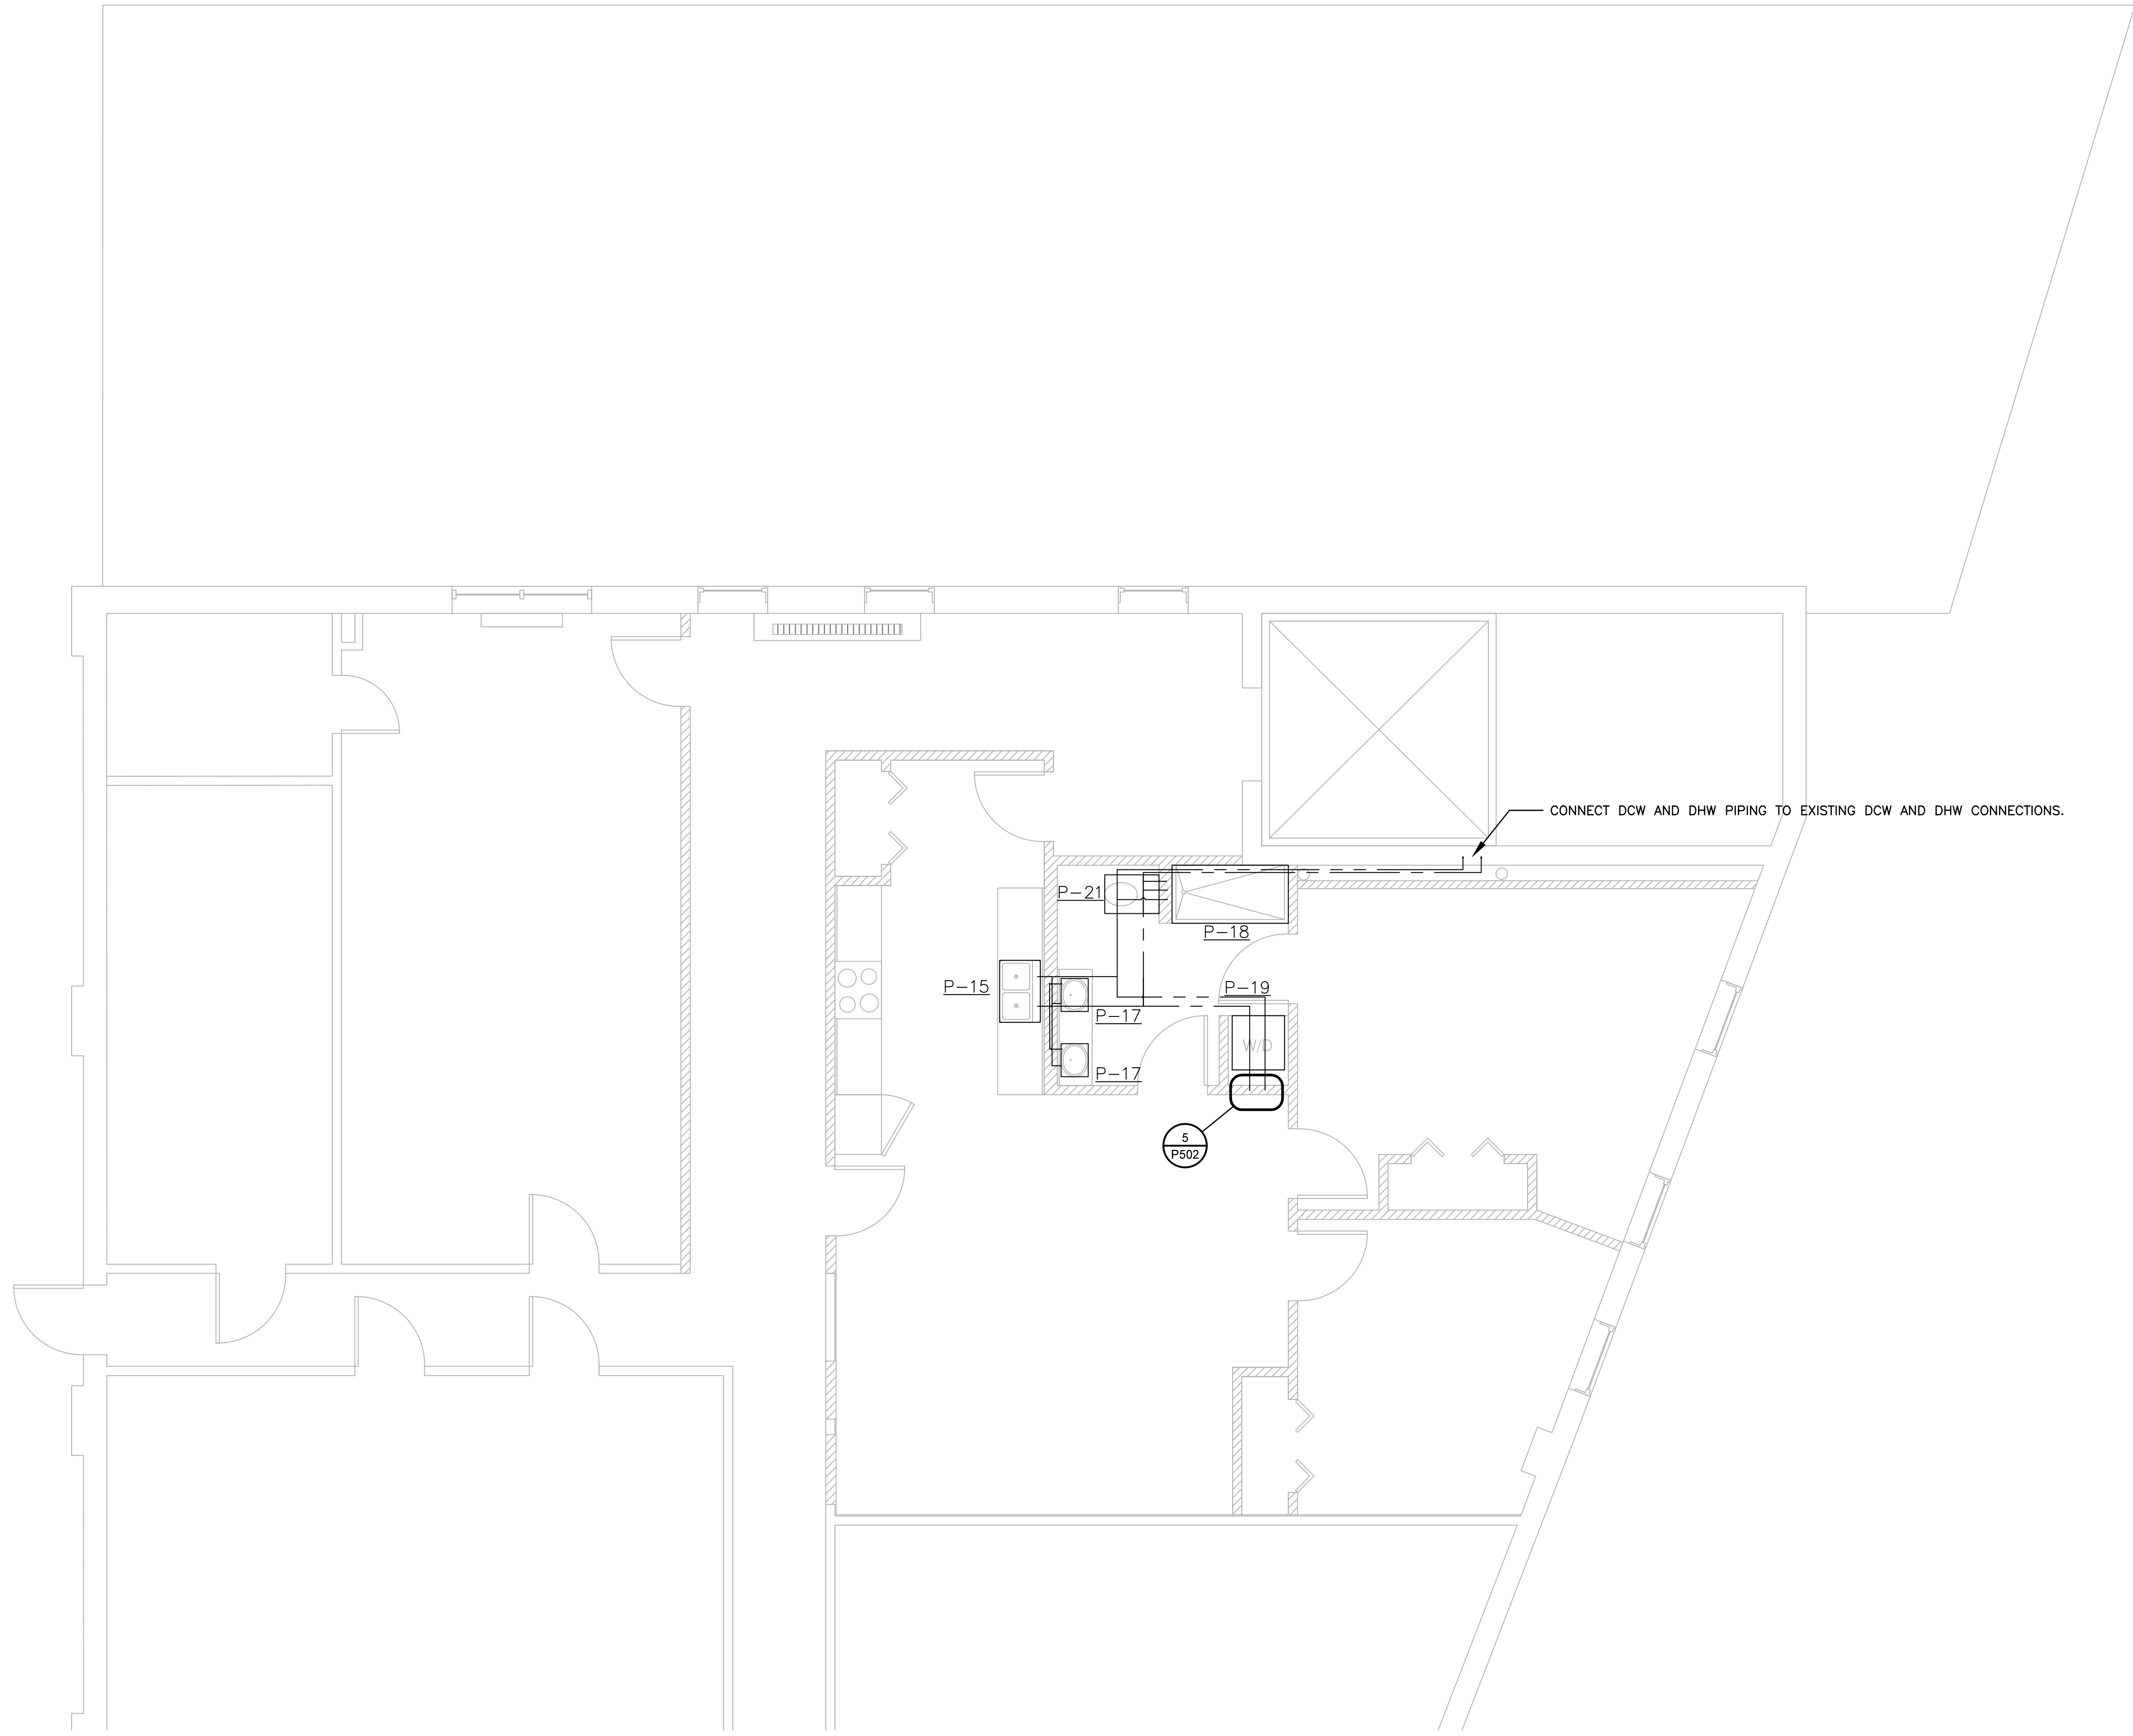 CONNECT DCW AND DHW PIPING TO EXISTING DCW AND DHW CONNECTIONS.
P-21
P-18
P-15
P-19
P-17
W/D
P-17
5
P502